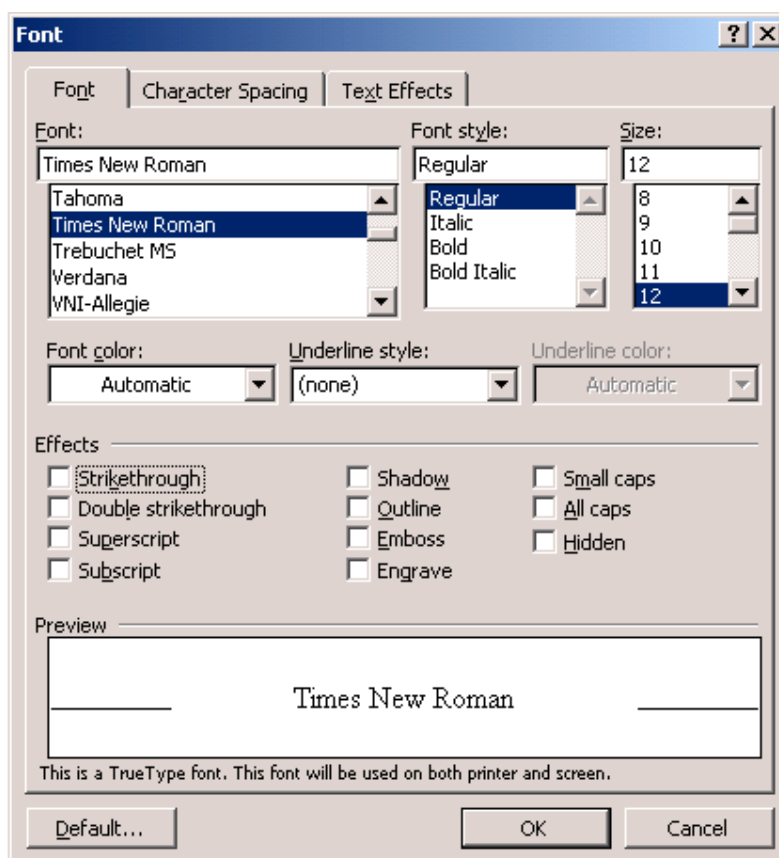 Font
Font Character Spacing Text Effects
Font: Font style: Size:
Times New Roman Regular 12
Tahoma Regular 8
Times New Roman Italic 9
Trebuchet MS Bold 10
Verdana Bold Italic 11
VNI-Allegie 12
Font color: Underline style: Underline color:
Automatic (none) Automatic
Effects
Strikethrough Shadow Small caps
Double strikethrough Outline All caps
Superscript Emboss Hidden
Subscript Engrave
Preview
Times New Roman
This is a TrueType font. This font will be used on both printer and screen.
Default... OK Cancel